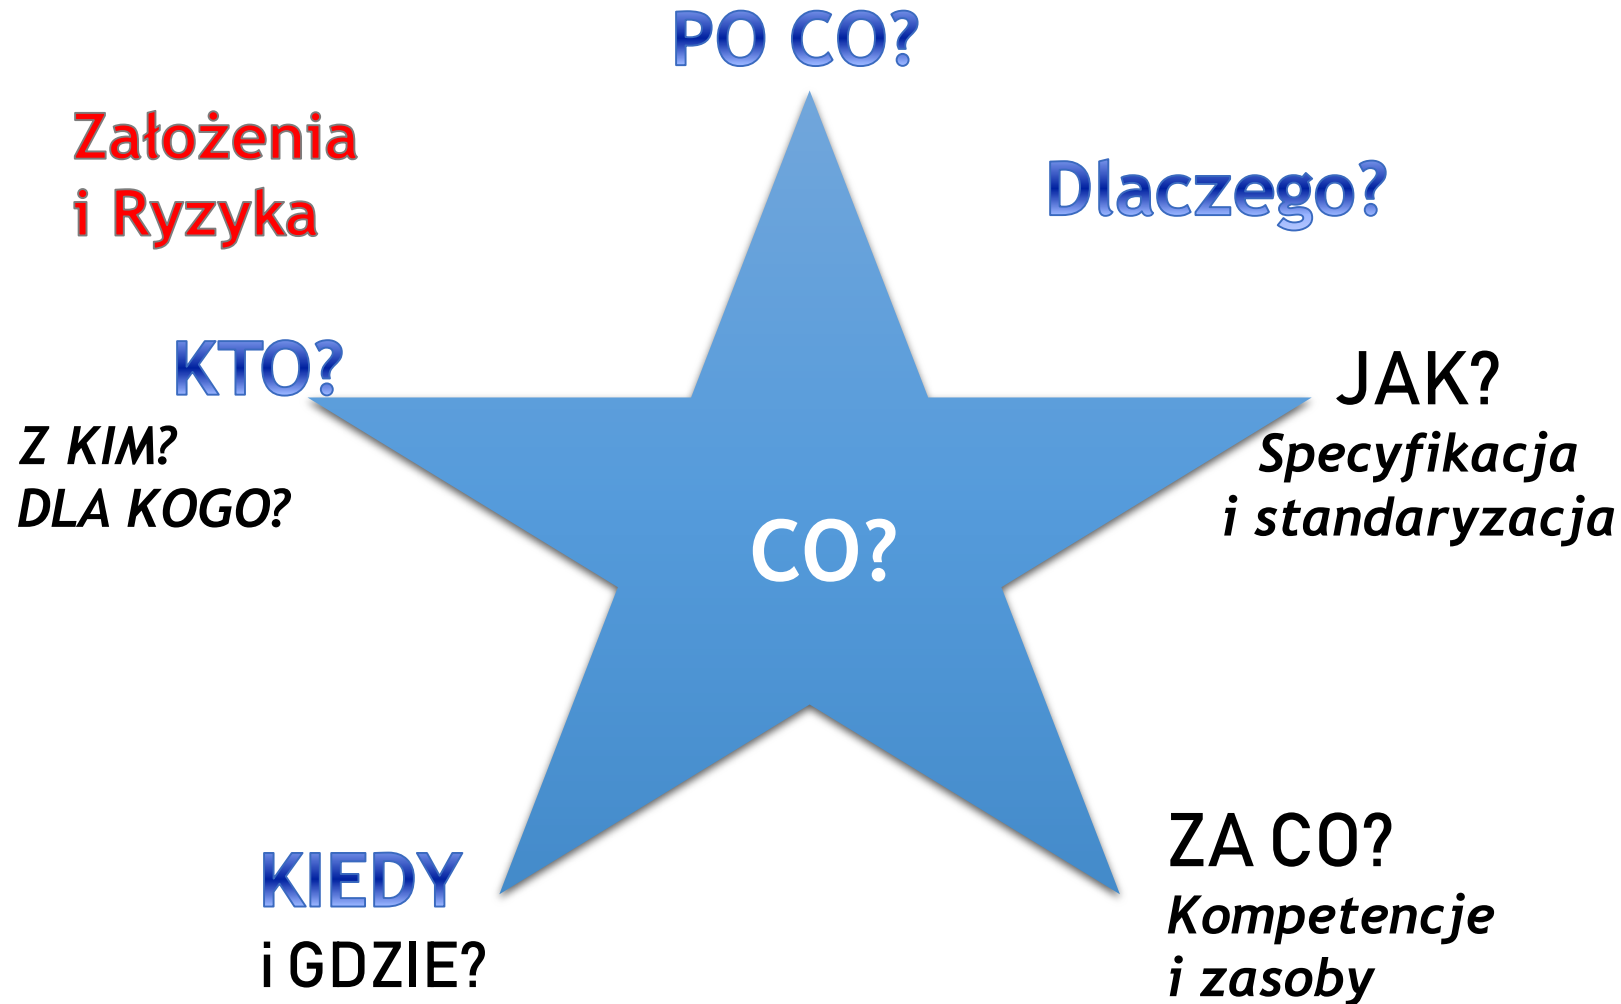 PO CO?
Założenia
i Ryzyka
Dlaczego?
KTO?
Z KIM?
DLA KOGO?
JAK?
Specyfikacja
i standaryzacja
CO?
KIEDY
i GDZIE?
ZA CO?
Kompetencje
i zasoby